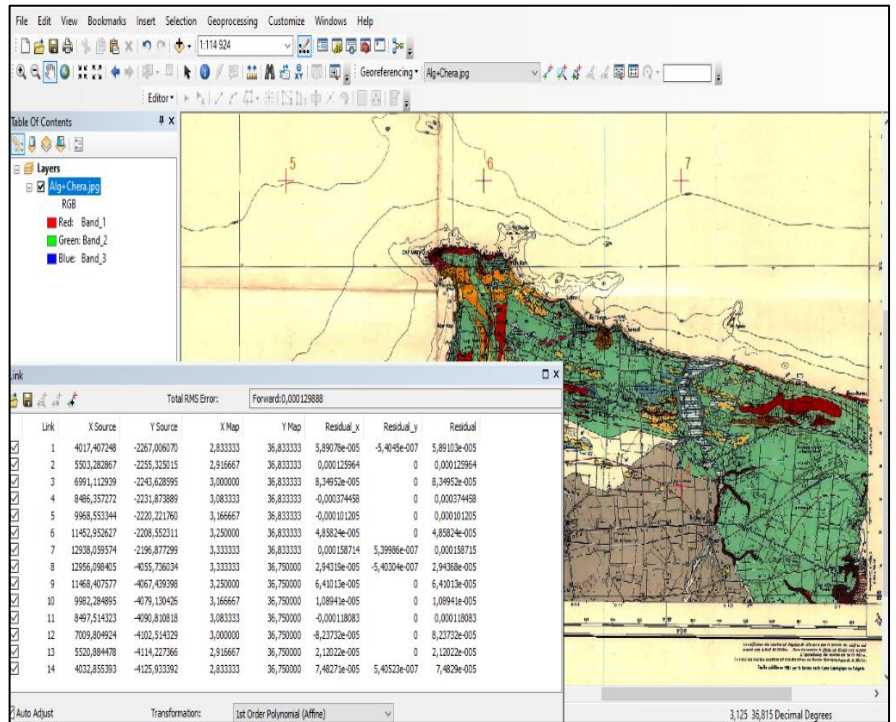 File Edit View Bookmarks Insert Selection Geoprocessing Customize Windows Help
1:114 924
Georeferencing Alg+Chera.jpg
Editor
Table Of Contents
Layers
Alg+Chera.jpg
RGB
Red: Band_1
Green: Band_2
Blue: Band_3
5 6 7
Link
Total RMS Error: Forward:0,000129888
Link X Source Y Source X Map Y Map Residual_x Residual_y Residual
1 4017,407248 -2267,006070 2,833333 36,833333 5,89078e-005 -5,4045e-007 5,89103e-005
2 5503,282867 -2255,325015 2,916667 36,833333 0,000125964 0 0,000125964
3 6991,112939 -2243,628595 3,000000 36,833333 8,34952e-005 0 8,34952e-005
4 8486,357272 -2231,873889 3,083333 36,833333 -0,000374458 0 0,000374458
5 9968,553344 -2220,221760 3,166667 36,833333 -0,000101205 0 0,000101205
6 11452,952627 -2208,552311 3,250000 36,833333 4,85824e-005 0 4,85824e-005
7 12938,059574 -2196,877299 3,333333 36,833333 0,000158714 5,39986e-007 0,000158715
8 12956,098405 -4055,736034 3,333333 36,750000 2,94319e-005 -5,40304e-007 2,94368e-005
9 11468,407577 -4067,439398 3,250000 36,750000 6,41013e-005 0 6,41013e-005
10 9982,284895 -4079,130426 3,166667 36,750000 1,08941e-005 0 1,08941e-005
11 8497,514323 -4090,810818 3,083333 36,750000 -0,000118083 0 0,000118083
12 7009,804924 -4102,514329 3,000000 36,750000 -8,23732e-005 0 8,23732e-005
13 5520,884478 -4114,227366 2,916667 36,750000 2,12022e-005 0 2,12022e-005
14 4032,855393 -4125,933392 2,833333 36,750000 7,48271e-005 5,40523e-007 7,4829e-005
Auto Adjust Transformation: 1st Order Polynomial (Affine)
3,125 36,815 Decimal Degrees